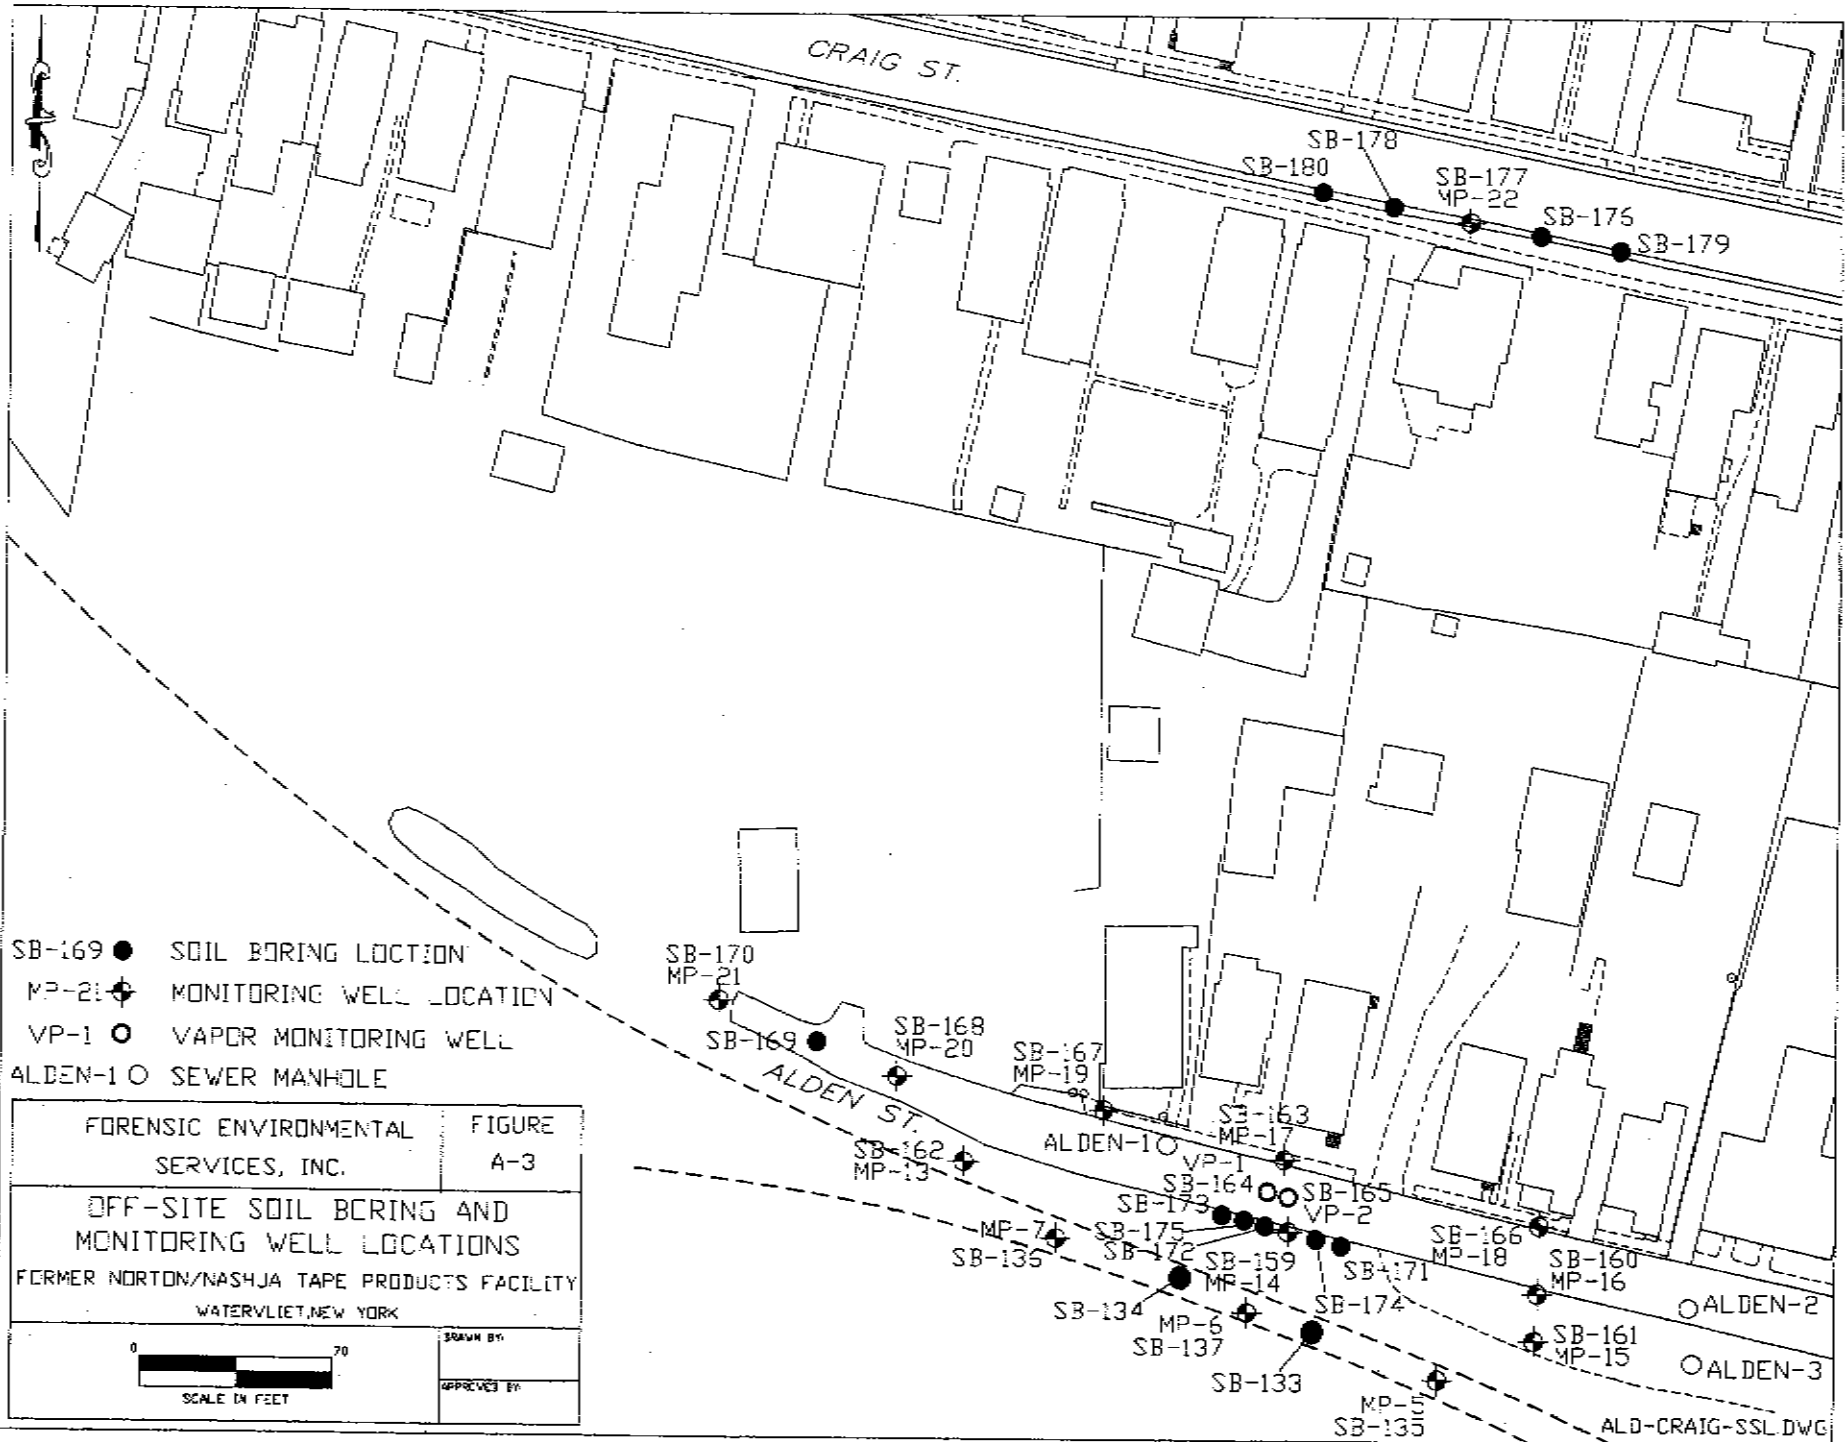 CRAIG ST.
SB-178
SB-180
SB-177
MP-22
SB-176
SB-179
SB-169 SOIL BORING LOCTION
MP-21 MONITORING WELL LOCATION
VP-1 VAPOR MONITORING WELL
ALDEN-1 SEWER MANHOLE
SB-170
MP-21
SB-169
SB-168
MP-20
SB-167
MP-19
ALDEN ST.
SB-163
MP-17
ALDEN-1
SB-162
MP-13
VP-1
SB-164
SB-165
VP-2
SB-173
SB-175
SB-172
MP-7
SB-136
SB-159
MP-14
SB-171
SB-174
SB-134
MP-6
SB-137
SB-133
SB-166
MP-18
SB-160
MP-16
ALDEN-2
SB-161
MP-15
ALDEN-3
MP-5
SB-135
ALD-CRAIG-SSL.DWG
FORENSIC ENVIRONMENTAL
SERVICES, INC.
FIGURE
A-3
OFF-SITE SOIL BORING AND
MONITORING WELL LOCATIONS
FORMER NORTON/NASHUA TAPE PRODUCTS FACILITY
WATERVLIET,NEW YORK
0 70
SCALE IN FEET
DRAWN BY:
APPROVED BY: